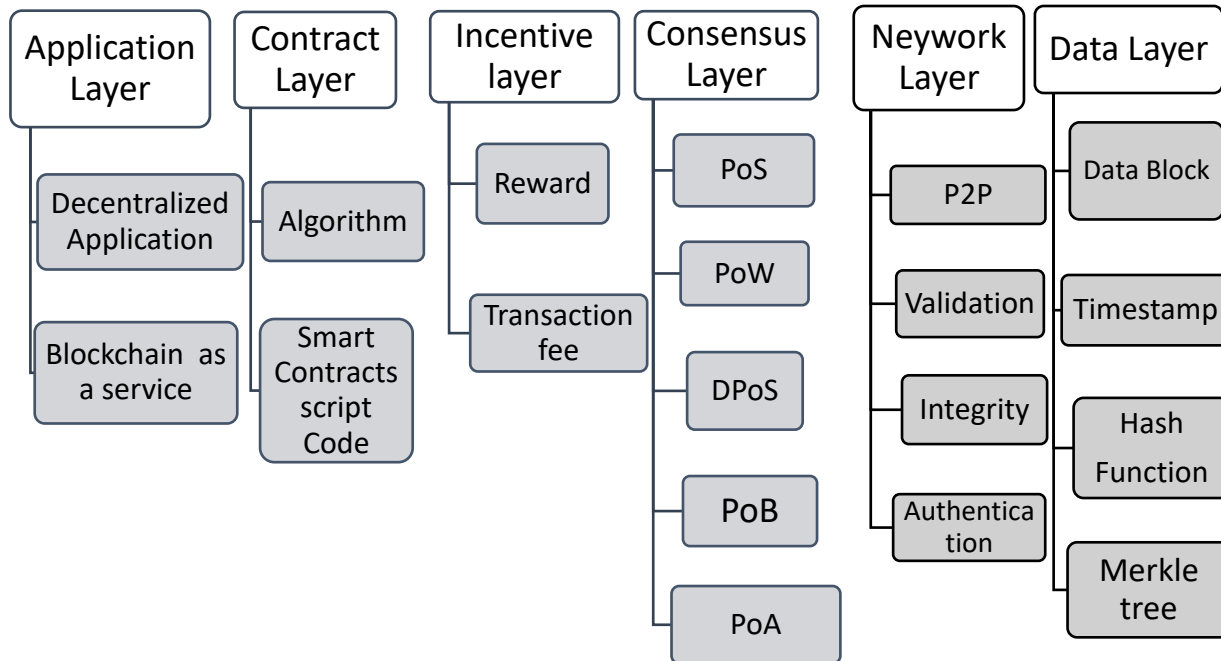 Application
Layer
Decentralized
Application
Blockchain as
a service
Contract
Layer
Algorithm
Smart
Contracts
script
Code
Incentive
layer
Reward
Transaction
fee
Consensus
Layer
PoS
PoW
DPoS
PoB
PoA
Neywork
Layer
P2P
Validation
Integrity
Authentica
tion
Data Layer
Data Block
Timestamp
Hash
Function
Merkle
tree